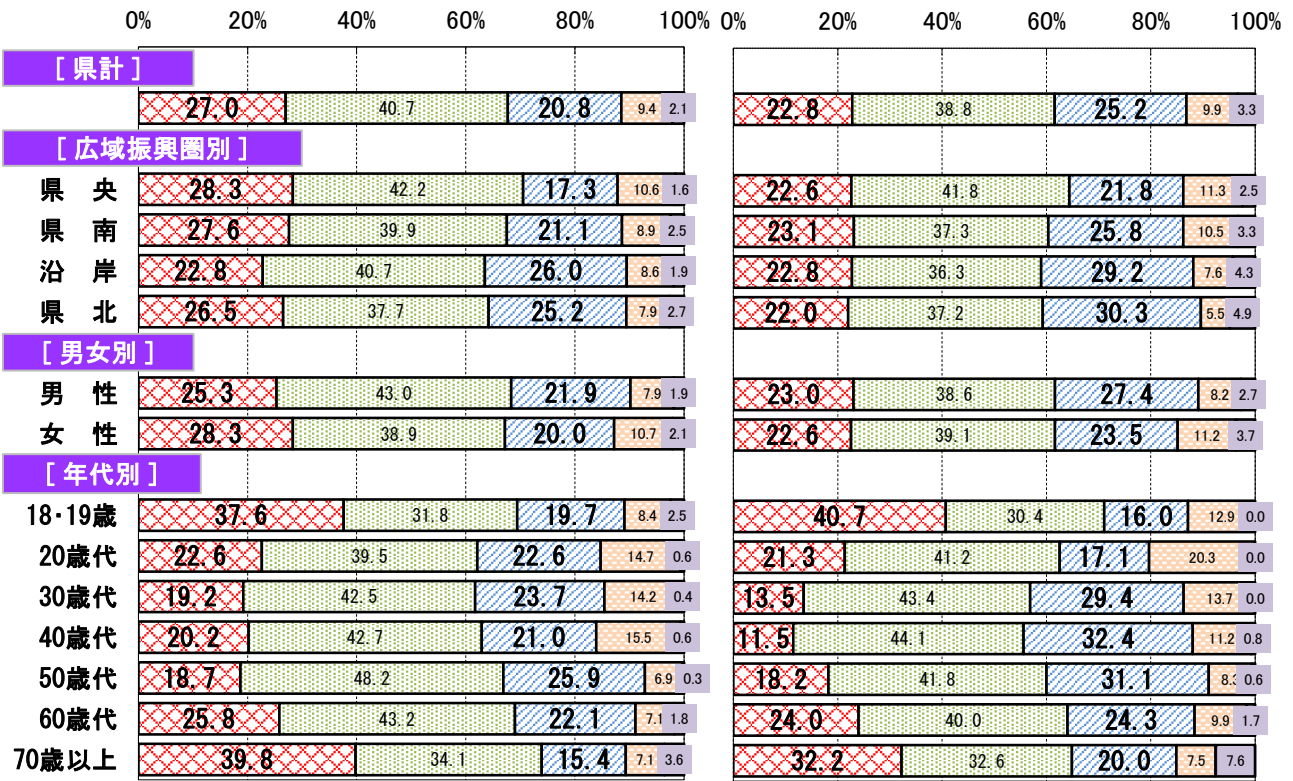 0% 20% 40% 60% 80% 100% 0% 20% 40% 60% 80% 100%
[ 県計 ]
27.0 40.7 20.8 9.4 2.1 22.8 38.8 25.2 9.9 3.3
[ 広域振興圏別 ]
県 央 28.3 42.2 17.3 10.6 1.6 22.6 41.8 21.8 11.3 2.5
県 南 27.6 39.9 21.1 8.9 2.5 23.1 37.3 25.8 10.5 3.3
沿 岸 22.8 40.7 26.0 8.6 1.9 22.8 36.3 29.2 7.6 4.3
県 北 26.5 37.7 25.2 7.9 2.7 22.0 37.2 30.3 5.5 4.9
[ 男女別 ]
男 性 25.3 43.0 21.9 7.9 1.9 23.0 38.6 27.4 8.2 2.7
女 性 28.3 38.9 20.0 10.7 2.1 22.6 39.1 23.5 11.2 3.7
[ 年代別 ]
18・19歳 37.6 31.8 19.7 8.4 2.5 40.7 30.4 16.0 12.9 0.0
20歳代 22.6 39.5 22.6 14.7 0.6 21.3 41.2 17.1 20.3 0.0
30歳代 19.2 42.5 23.7 14.2 0.4 13.5 43.4 29.4 13.7 0.0
40歳代 20.2 42.7 21.0 15.5 0.6 11.5 44.1 32.4 11.2 0.8
50歳代 18.7 48.2 25.9 6.9 0.3 18.2 41.8 31.1 0.6
60歳代 25.8 43.2 22.1 7.1 1.8 24.0 40.0 24.3 9.9 1.7
70歳以上 39.8 34.1 15.4 7.1 3.6 32.2 32.6 20.0 7.5 7.6